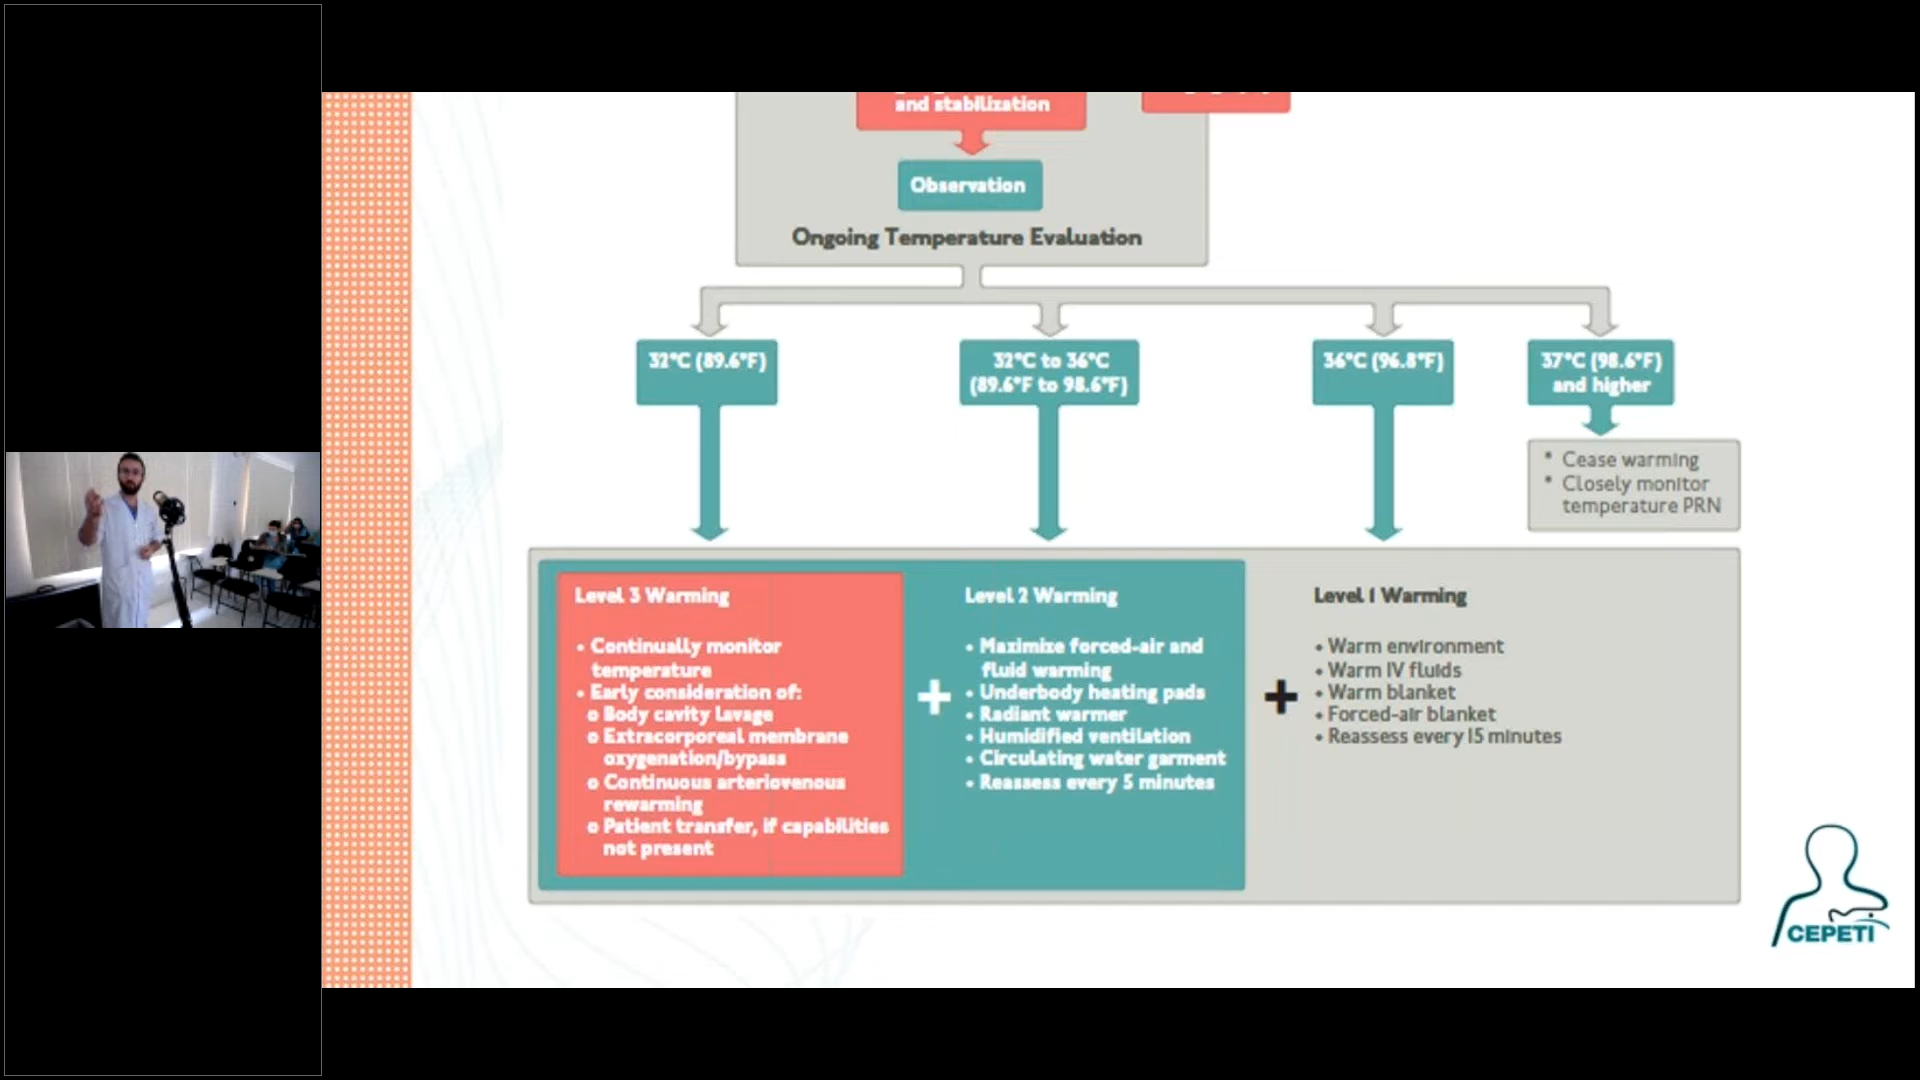 and stabilization
Observation
Ongoing Temperature Evaluation
32°C (89.6°F)
32°C to 36°C
(89.6°F to 98.6°F)
36°C (96.8°F)
37°C (98.6°F)
and higher
* Cease warming
* Closely monitor
temperature PRN
Level 3 Warming
• Continually monitor
temperature
• Early consideration of:
o Body cavity lavage
o Extracorporeal membrane
oxygenation/bypass
o Continuous arteriovenous
rewarming
o Patient transfer, if capabilities
not present
+
Level 2 Warming
• Maximize forced-air and
fluid warming
• Underbody heating pads
• Radiant warmer
• Humidified ventilation
• Circulating water garment
• Reassess every 5 minutes
+
Level 1 Warming
• Warm environment
• Warm IV fluids
• Warm blanket
• Forced-air blanket
• Reassess every 15 minutes
CEPETI